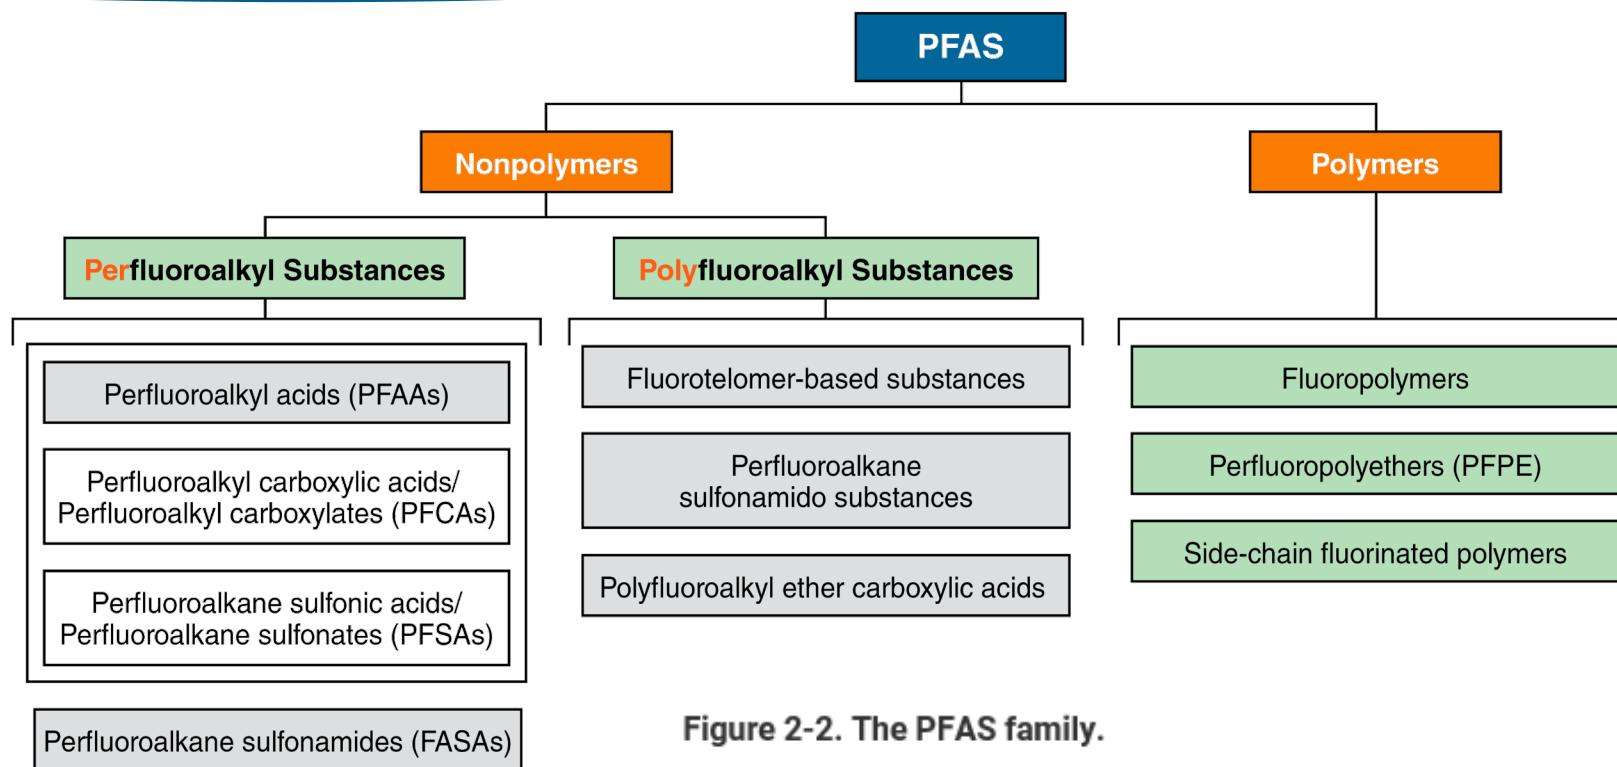 PFAS
Nonpolymers
Polymers
Perfluoroalkyl Substances
Polyfluoroalkyl Substances
Perfluoroalkyl acids (PFAAs)
Perfluoroalkyl carboxylic acids/
Perfluoroalkyl carboxylates (PFCAs)
Perfluoroalkane sulfonic acids/
Perfluoroalkane sulfonates (PFSAs)
Perfluoroalkane sulfonamides (FASAs)
Fluorotelomer-based substances
Perfluoroalkane
sulfonamido substances
Polyfluoroalkyl ether carboxylic acids
Fluoropolymers
Perfluoropolyethers (PFPE)
Side-chain fluorinated polymers
Figure 2-2. The PFAS family.